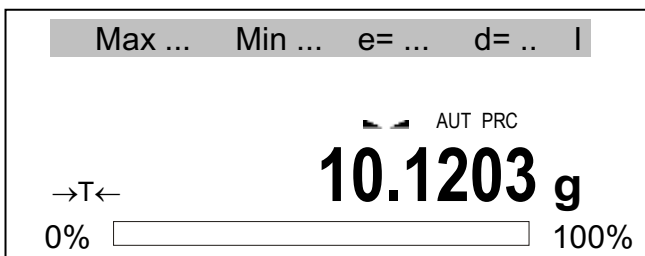 Max ... Min ... e= ... d= .. I
AUT PRC
10.1203 g
→T←
0% 100%